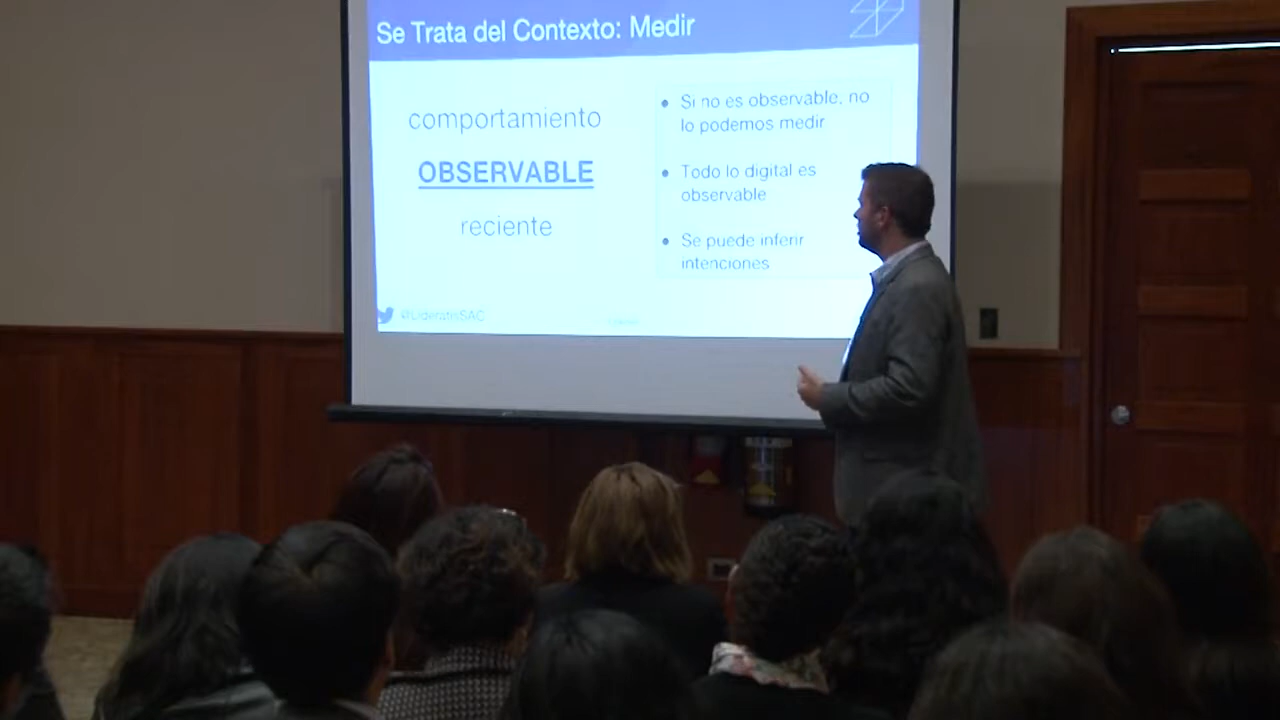 Se Trata del Contexto: Medir
comportamiento
OBSERVABLE
reciente
• Si no es observable, no
lo podemos medir
• Todo lo digital es
observable
• Se puede inferir
intenciones